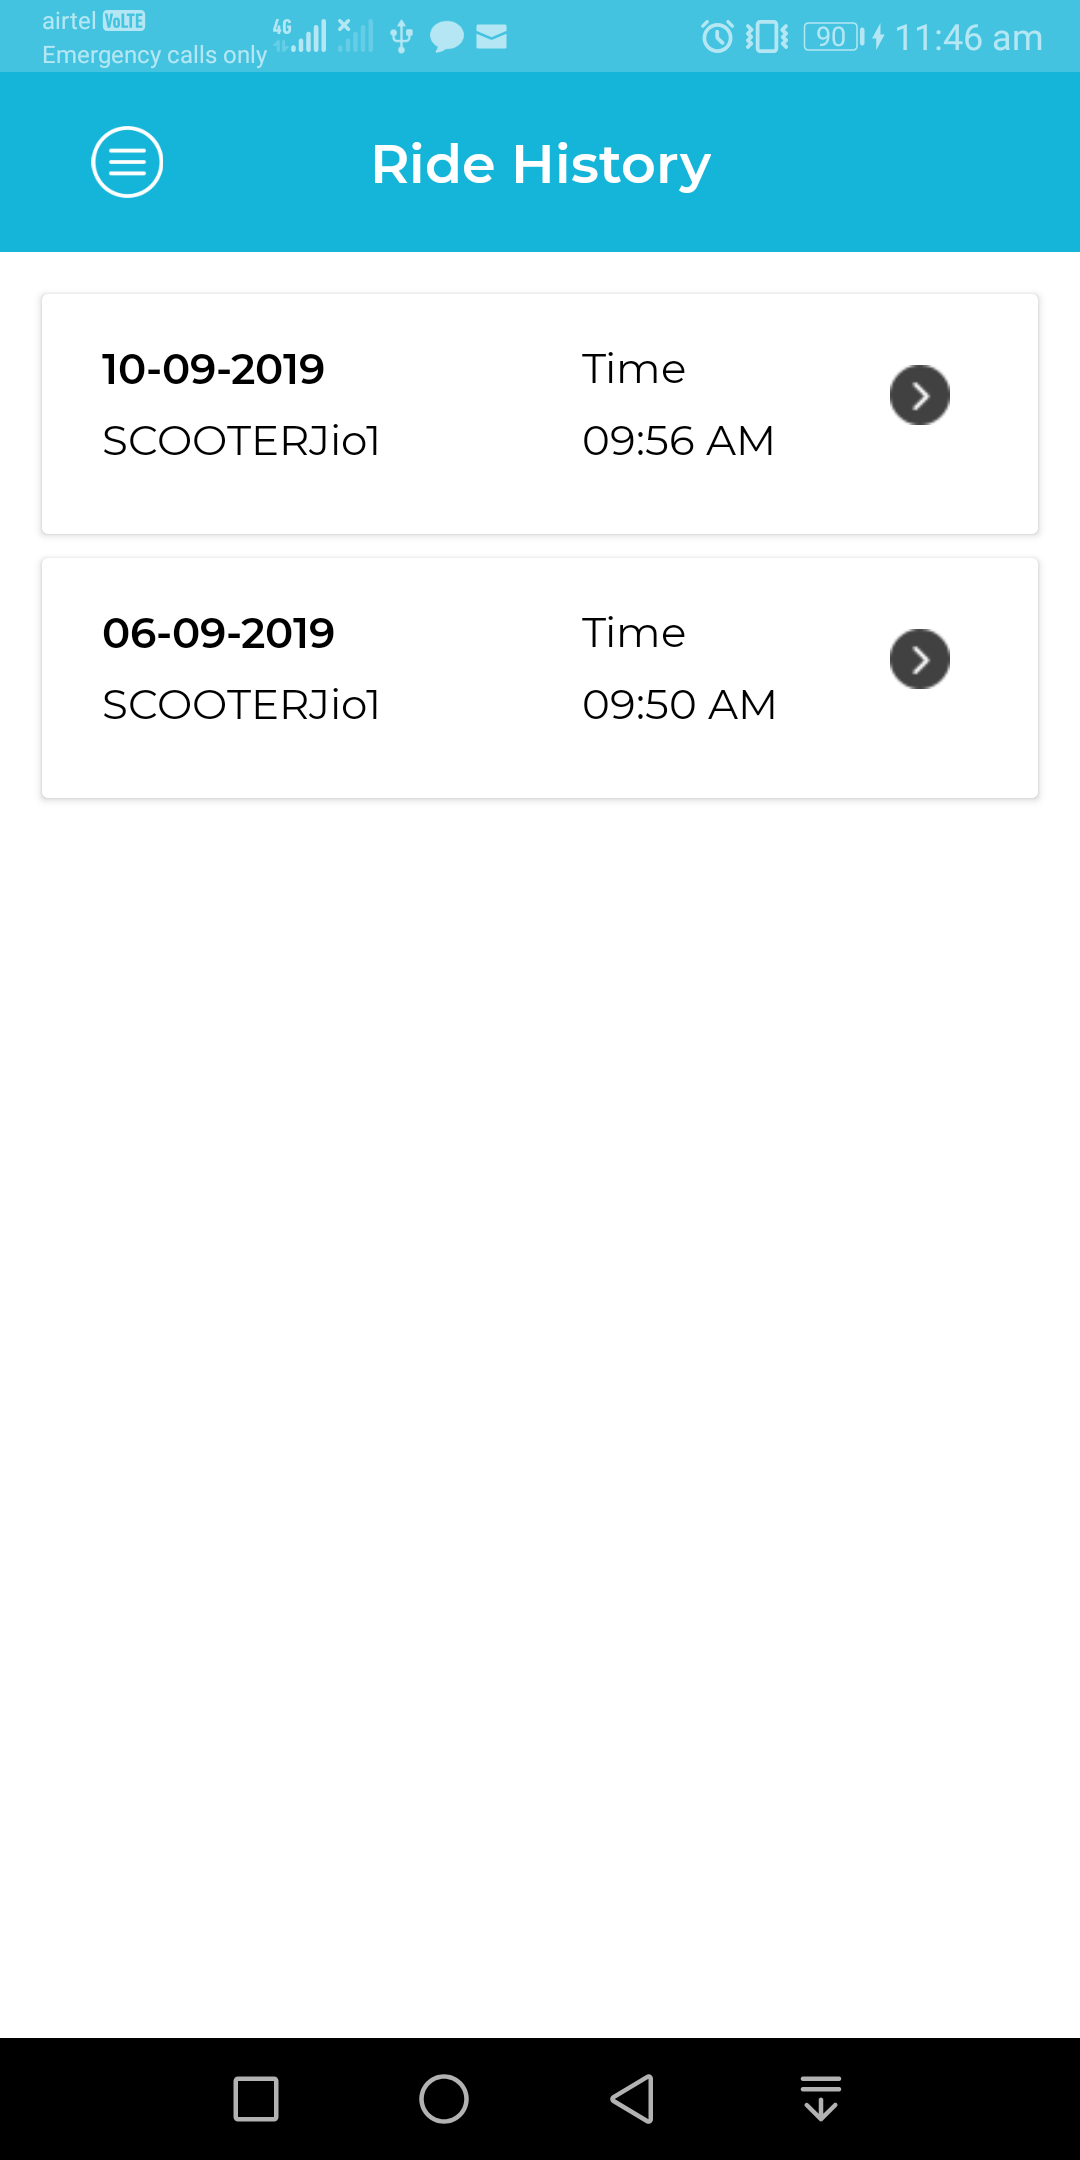 airtel VoLTE
Emergency calls only
4G
90
11:46 am
Ride History
10-09-2019
Time
SCOOTERJio1
09:56 AM
06-09-2019
Time
SCOOTERJio1
09:50 AM